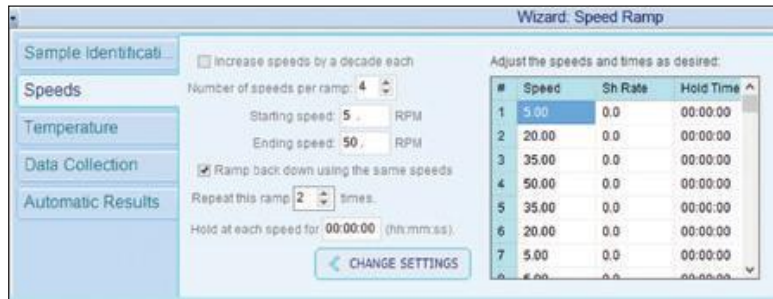 Wizard: Speed Ramp
Sample Identificati...
Speeds
Temperature
Data Collection
Automatic Results
Increase speeds by a decade each
Number of speeds per ramp: 4
Starting speed: 5 . RPM
Ending speed: 50 . RPM
Ramp back down using the same speeds
Repeat this ramp 2 times.
Hold at each speed for 00:00:00 (hh:mm:ss).
CHANGE SETTINGS
Adjust the speeds and times as desired:
# Speed Sh Rate Hold Time
1 5.00 0.0 00:00:00
2 20.00 0.0 00:00:00
3 35.00 0.0 00:00:00
4 50.00 0.0 00:00:00
5 35.00 0.0 00:00:00
6 20.00 0.0 00:00:00
7 5.00 0.0 00:00:00